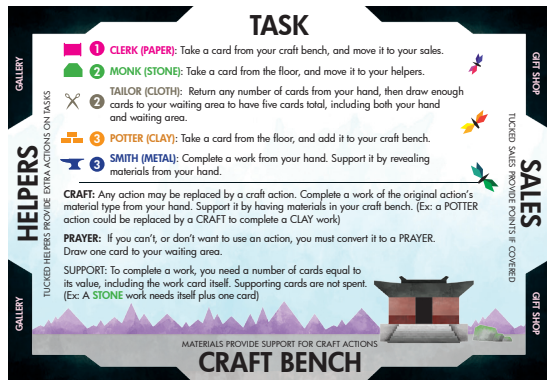 TASK
1 CLERK (PAPER): Take a card from your craft bench, and move it to your sales.
2 MONK (STONE): Take a card from the floor, and move it to your helpers.
2 TAILOR (CLOTH): Return any number of cards from your hand, then draw enough
cards to your waiting area to have five cards total, including both your hand
and waiting area.
3 POTTER (CLAY): Take a card from the floor, and add it to your craft bench.
3 SMITH (METAL): Complete a work from your hand. Support it by revealing
materials from your hand.
CRAFT: Any action may be replaced by a craft action. Complete a work of the original action's
material type from your hand. Support it by having materials in your craft bench. (Ex: a POTTER
action could be replaced by a CRAFT to complete a CLAY work)
PRAYER: If you can't, or don't want to use an action, you must convert it to a PRAYER.
Draw one card to your waiting area.
SUPPORT: To complete a work, you need a number of cards equal to
its value, including the work card itself. Supporting cards are not spent.
(Ex: A STONE work needs itself plus one card)
GALLERY
HELPERS
TUCKED HELPERS PROVIDE EXTRA ACTIONS ON TASKS
GALLERY
GIFT SHOP
SALES
TUCKED SALES PROVIDE POINTS IF COVERED
GIFT SHOP
MATERIALS PROVIDE SUPPORT FOR CRAFT ACTIONS
CRAFT BENCH